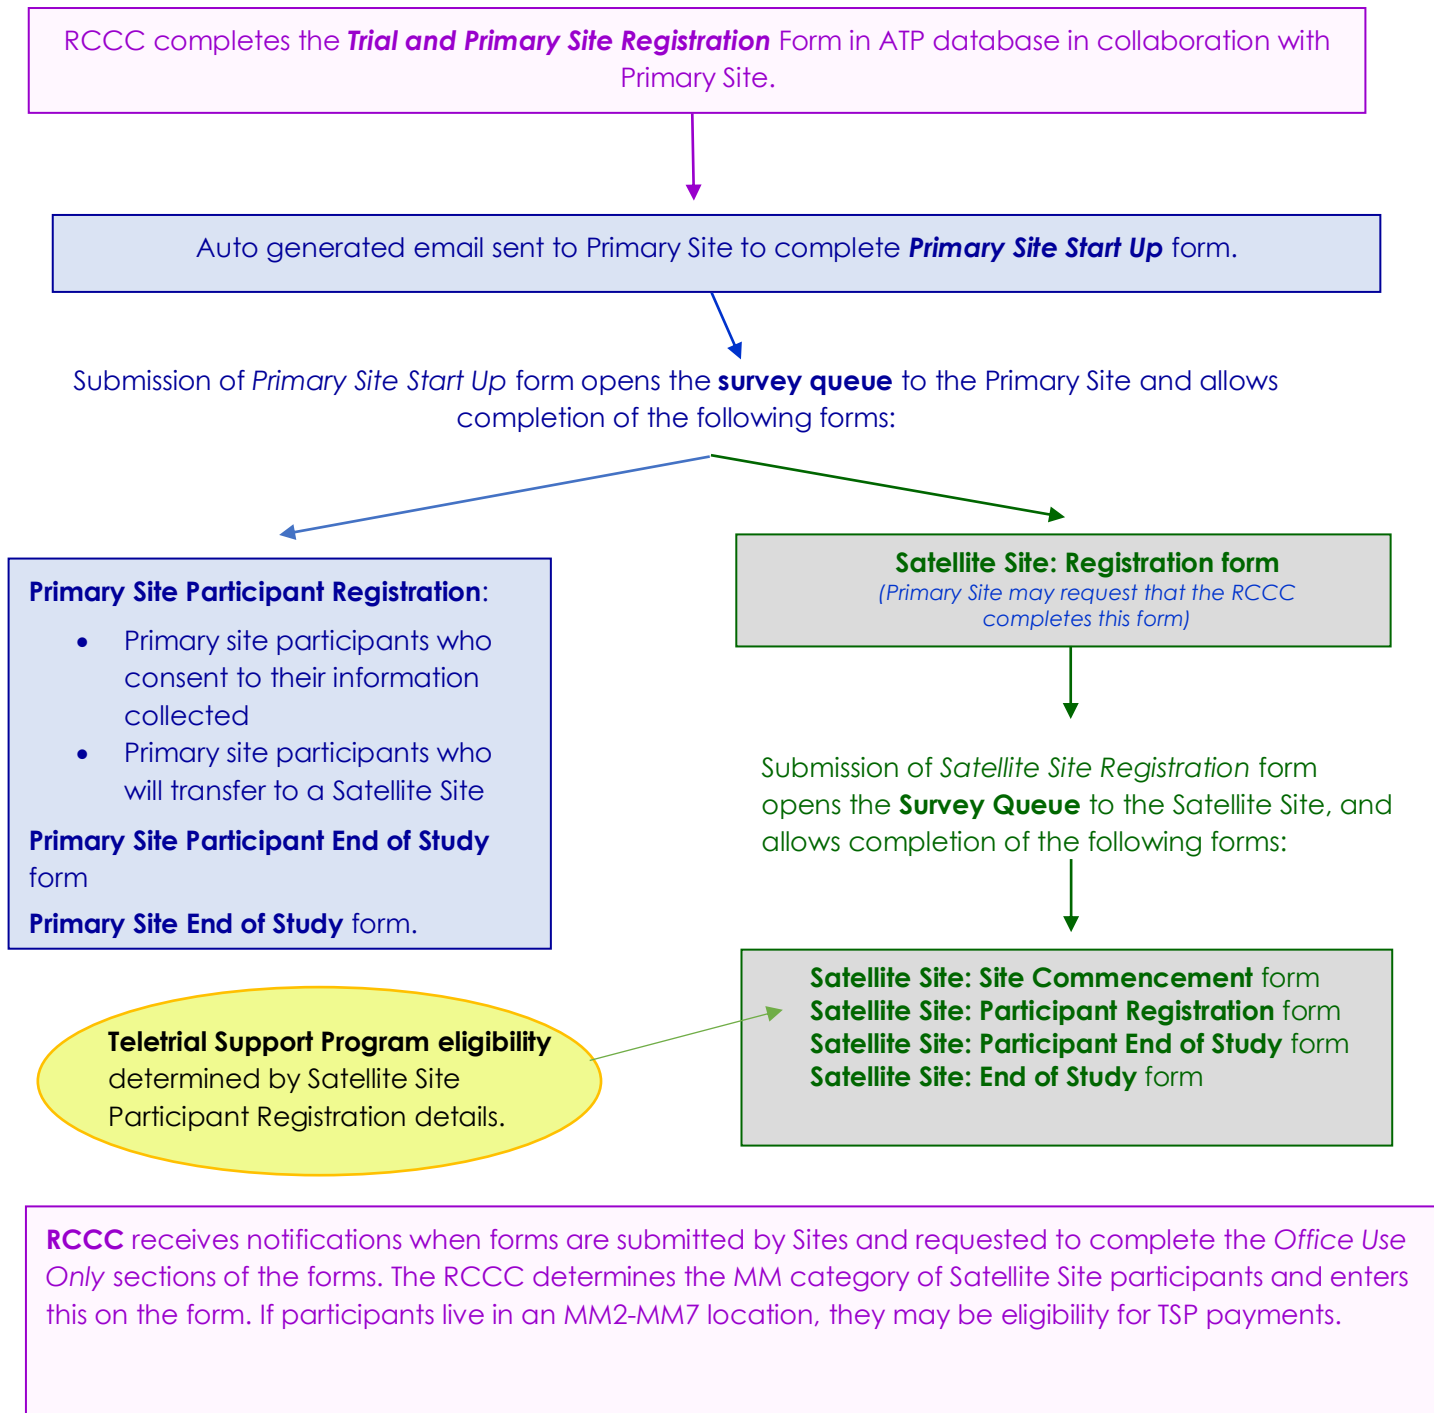 RCCC completes the Trial and Primary Site Registration Form in ATP database in collaboration with
Primary Site.
Auto generated email sent to Primary Site to complete Primary Site Start Up form.
Submission of Primary Site Start Up form opens the survey queue to the Primary Site and allows
completion of the following forms:
Primary Site Participant Registration:
• Primary site participants who
consent to their information
collected
• Primary site participants who
will transfer to a Satellite Site
Primary Site Participant End of Study
form
Primary Site End of Study form.
Satellite Site: Registration form
(Primary Site may request that the RCCC
completes this form)
Submission of Satellite Site Registration form
opens the Survey Queue to the Satellite Site, and
allows completion of the following forms:
Satellite Site: Site Commencement form
Satellite Site: Participant Registration form
Satellite Site: Participant End of Study form
Satellite Site: End of Study form
Teletrial Support Program eligibility
determined by Satellite Site
Participant Registration details.
RCCC receives notifications when forms are submitted by Sites and requested to complete the Office Use
Only sections of the forms. The RCCC determines the MM category of Satellite Site participants and enters
this on the form. If participants live in an MM2-MM7 location, they may be eligibility for TSP payments.